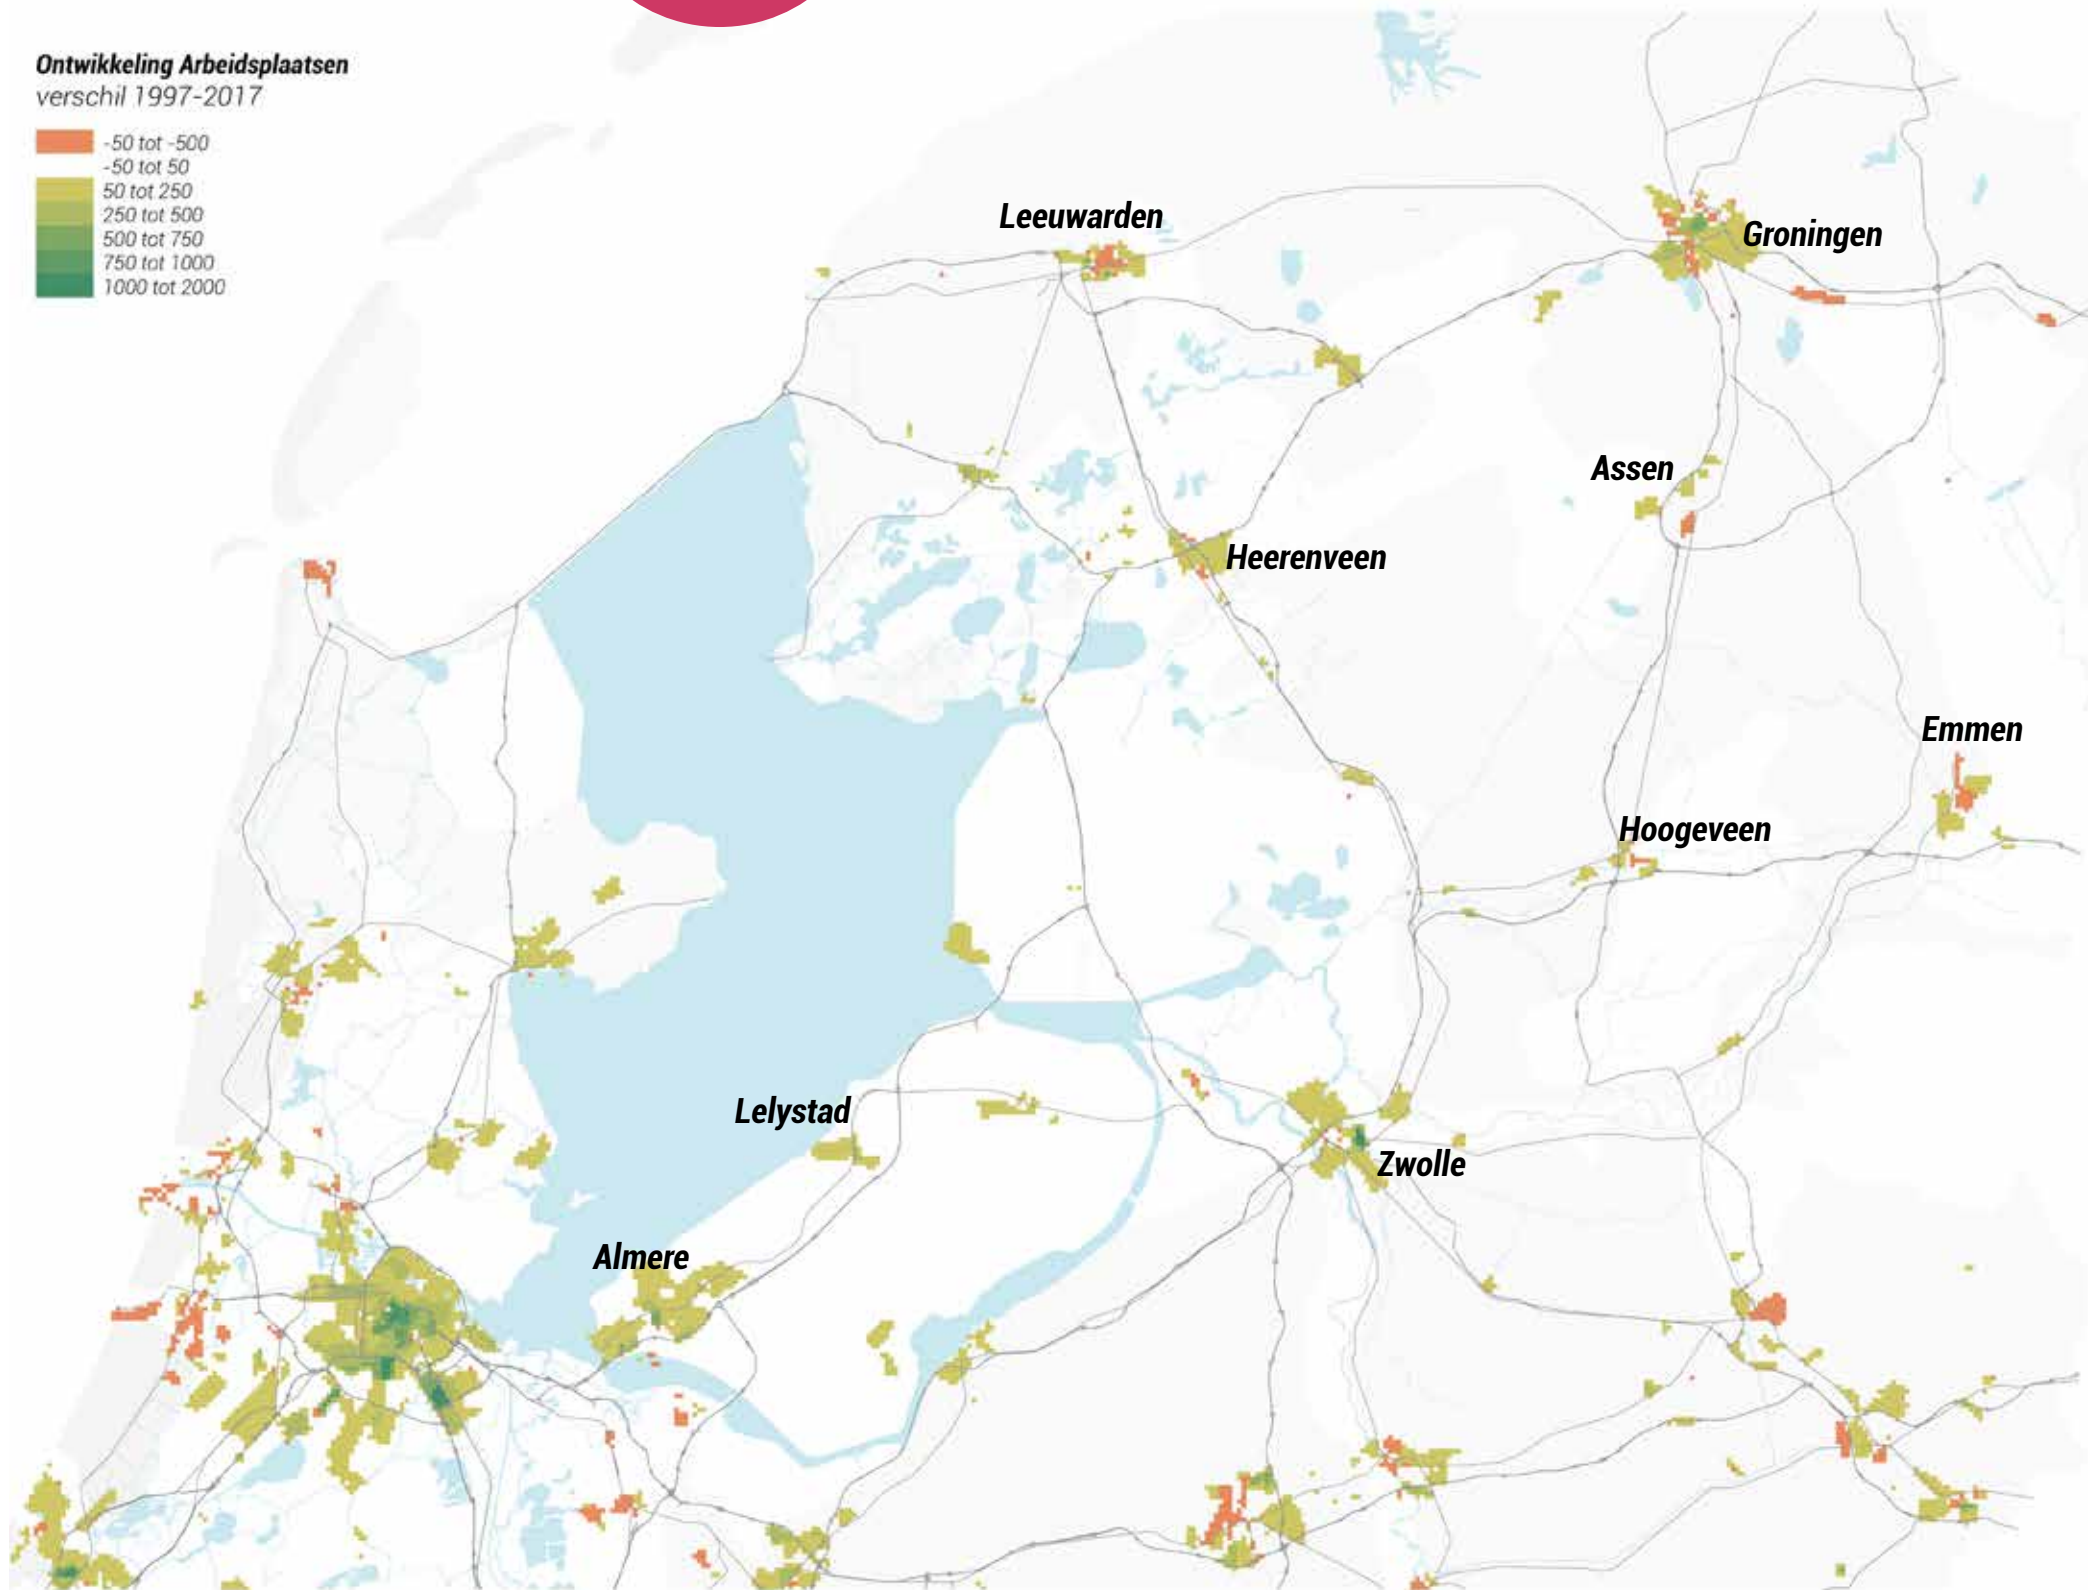 Ontwikkeling Arbeidsplaatsen
verschil 1997-2017
-50 tot -500
-50 tot 50
50 tot 250
250 tot 500
500 tot 750
750 tot 1000
1000 tot 2000
Leeuwarden
Groningen
Assen
Heerenveen
Emmen
Hoogeveen
Lelystad
Zwolle
Almere